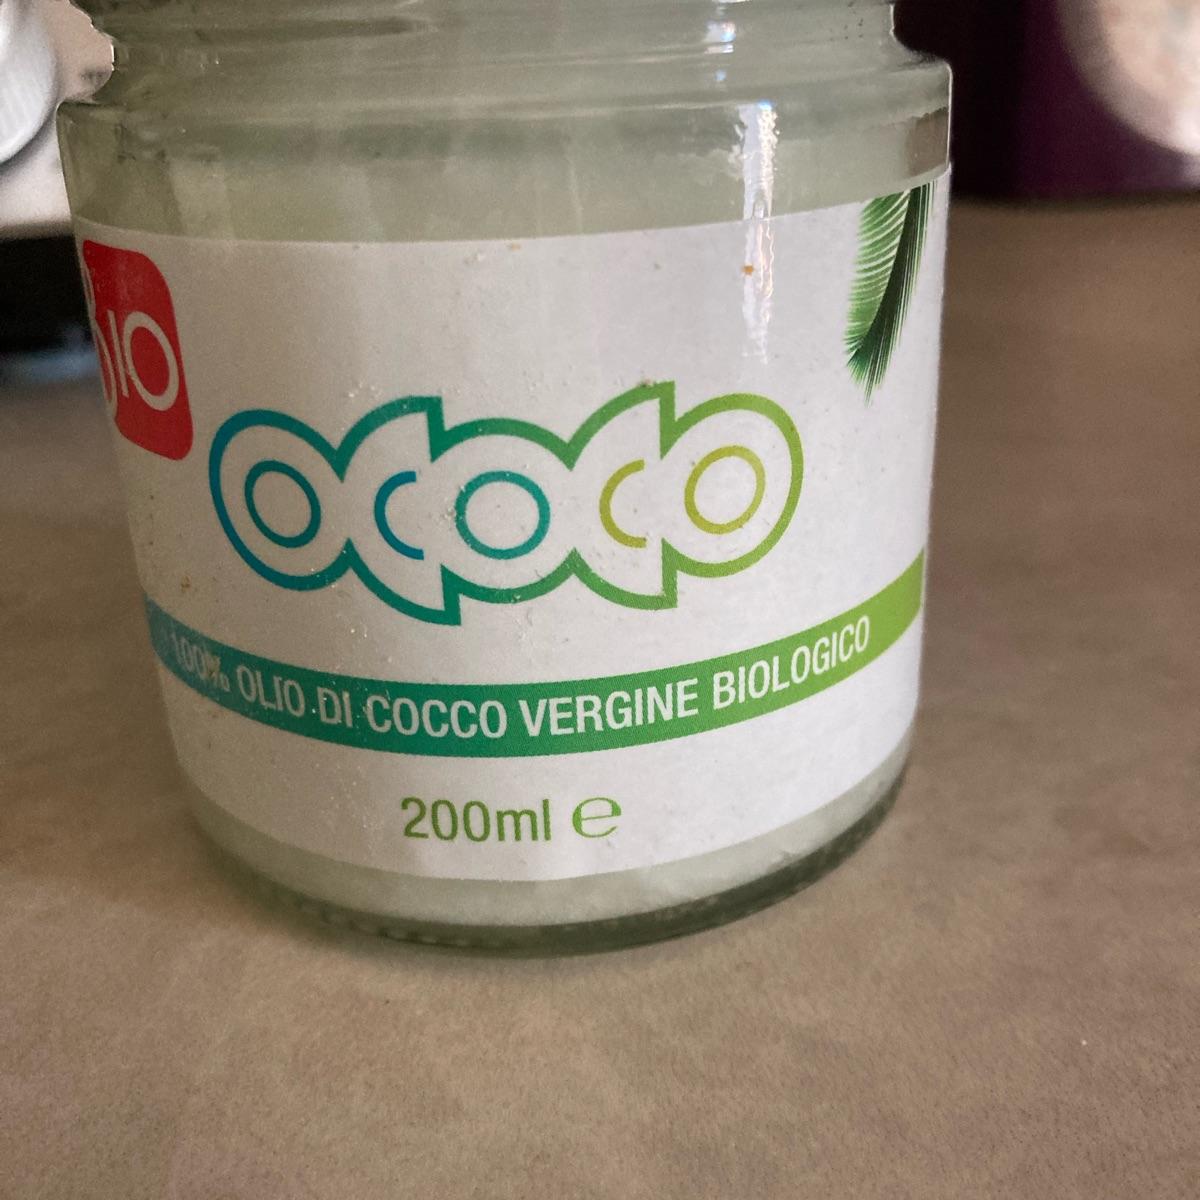 BIO
OCOCO
100% OLIO DI COCCO VERGINE BIOLOGICO
200ml ℮